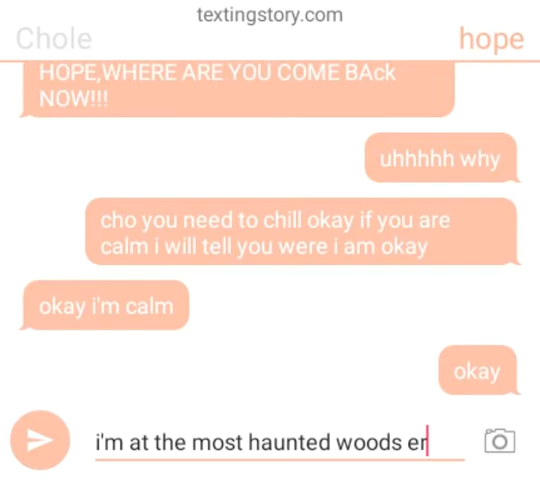 textingstory.com
Chole
hope
HOPE,WHERE ARE YOU COME BAck
NOW!!!
uhhhhh why
cho you need to chill okay if you are
calm i will tell you were i am okay
okay i'm calm
okay
i'm at the most haunted woods er